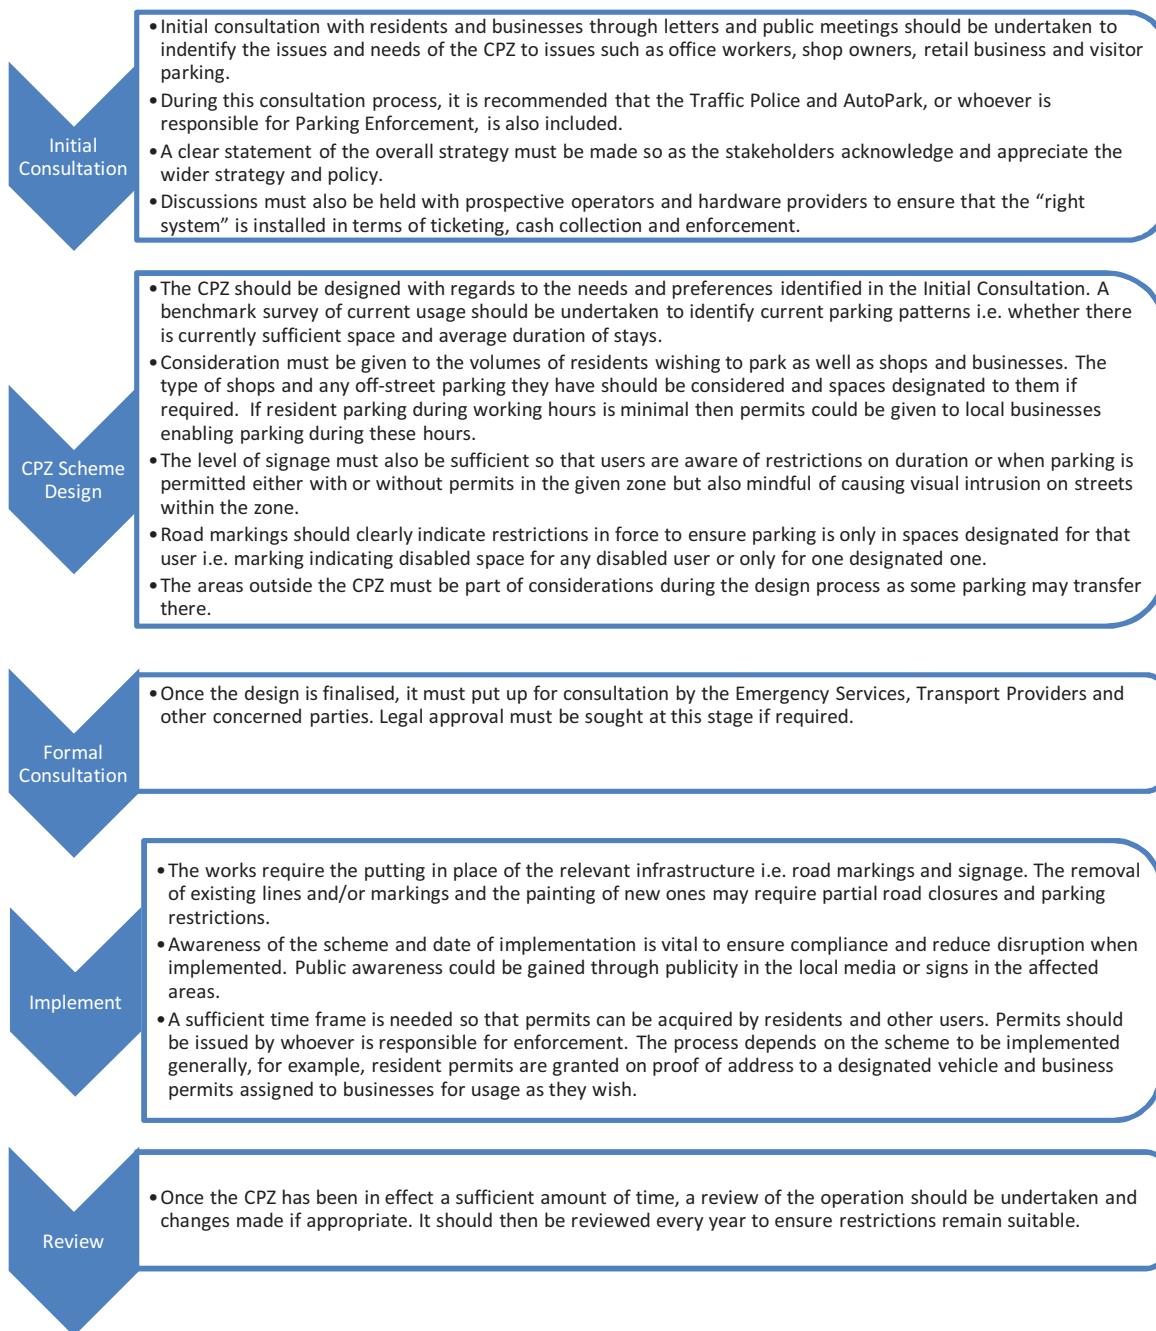 Initial
Consultation
•Initial consultation with residents and businesses through letters and public meetings should be undertaken to
indentify the issues and needs of the CPZ to issues such as office workers, shop owners, retail business and visitor
parking.
•During this consultation process, it is recommended that the Traffic Police and AutoPark, or whoever is
responsible for Parking Enforcement, is also included.
•A clear statement of the overall strategy must be made so as the stakeholders acknowledge and appreciate the
wider strategy and policy.
•Discussions must also be held with prospective operators and hardware providers to ensure that the “right
system” is installed in terms of ticketing, cash collection and enforcement.
CPZ Scheme
Design
•The CPZ should be designed with regards to the needs and preferences identified in the Initial Consultation. A
benchmark survey of current usage should be undertaken to identify current parking patterns i.e. whether there
is currently sufficient space and average duration of stays.
•Consideration must be given to the volumes of residents wishing to park as well as shops and businesses. The
type of shops and any off-street parking they have should be considered and spaces designated to them if
required. If resident parking during working hours is minimal then permits could be given to local businesses
enabling parking during these hours.
•The level of signage must also be sufficient so that users are aware of restrictions on duration or when parking is
permitted either with or without permits in the given zone but also mindful of causing visual intrusion on streets
within the zone.
•Road markings should clearly indicate restrictions in force to ensure parking is only in spaces designated for that
user i.e. marking indicating disabled space for any disabled user or only for one designated one.
•The areas outside the CPZ must be part of considerations during the design process as some parking may transfer
there.
Formal
Consultation
•Once the design is finalised, it must put up for consultation by the Emergency Services, Transport Providers and
other concerned parties. Legal approval must be sought at this stage if required.
Implement
•The works require the putting in place of the relevant infrastructure i.e. road markings and signage. The removal
of existing lines and/or markings and the painting of new ones may require partial road closures and parking
restrictions.
•Awareness of the scheme and date of implementation is vital to ensure compliance and reduce disruption when
implemented. Public awareness could be gained through publicity in the local media or signs in the affected
areas.
•A sufficient time frame is needed so that permits can be acquired by residents and other users. Permits should
be issued by whoever is responsible for enforcement. The process depends on the scheme to be implemented
generally, for example, resident permits are granted on proof of address to a designated vehicle and business
permits assigned to businesses for usage as they wish.
Review
•Once the CPZ has been in effect a sufficient amount of time, a review of the operation should be undertaken and
changes made if appropriate. It should then be reviewed every year to ensure restrictions remain suitable.